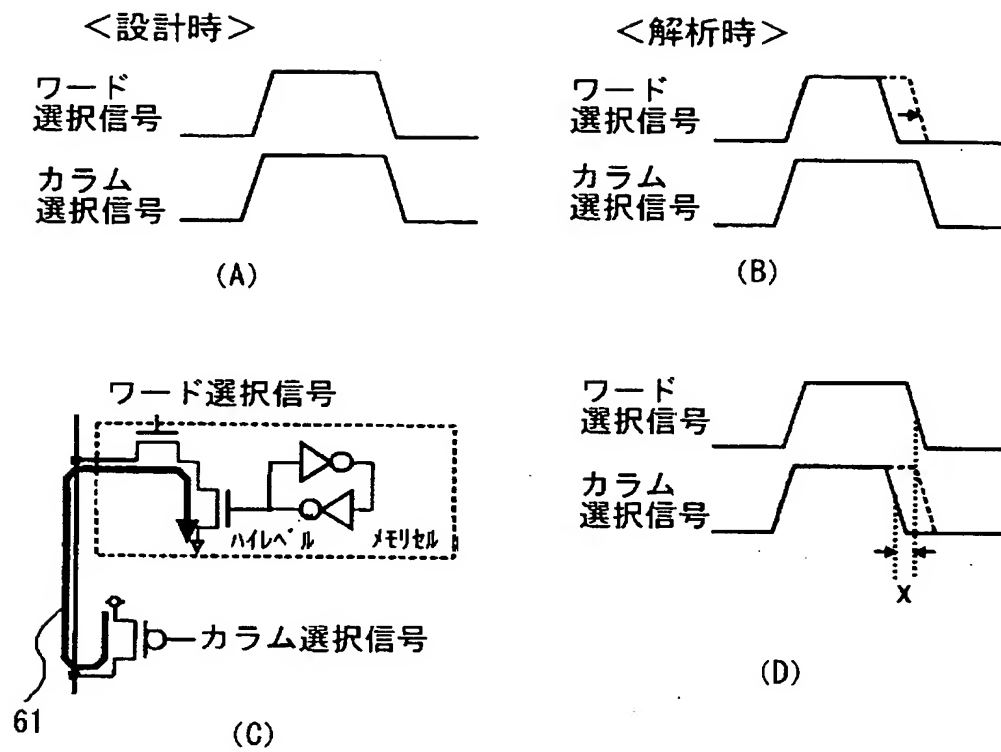 <設計時>
ワード
選択信号
カラム
選択信号
(A)
<解析時>
ワード
選択信号
カラム
選択信号
(B)
ワード選択信号
ハイレベル
メモリセル
カラム選択信号
61
(C)
ワード
選択信号
カラム
選択信号
X
(D)